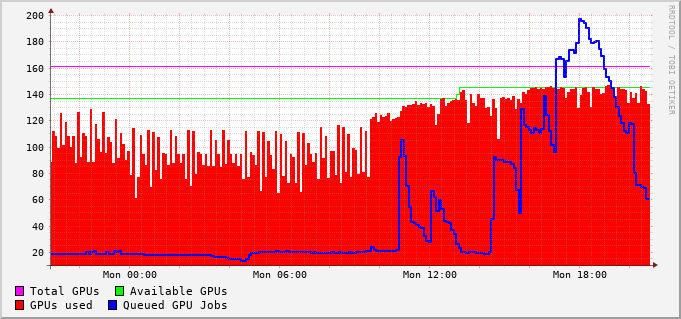 200
180
160
140
120
100
80
60
40
20
Mon 00:00 Mon 06:00 Mon 12:00 Mon 18:00
Total GPUs Available GPUs
GPUs used Queued GPU Jobs
RRDTOOL / TOBI OETIKER